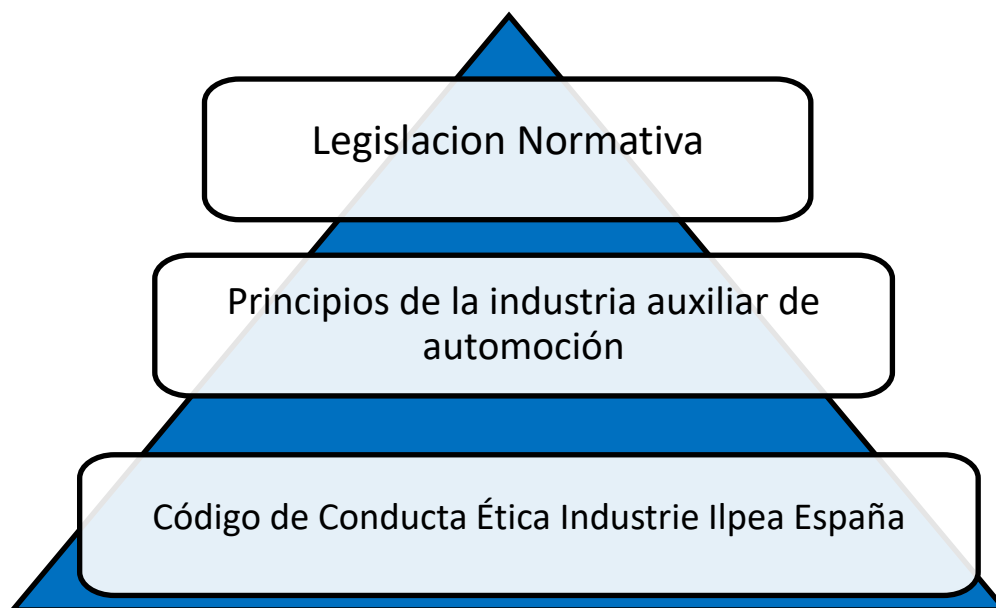 Legislacion Normativa
Principios de la industria auxiliar de
automoción
Código de Conducta Ética Industrie Ilpea España